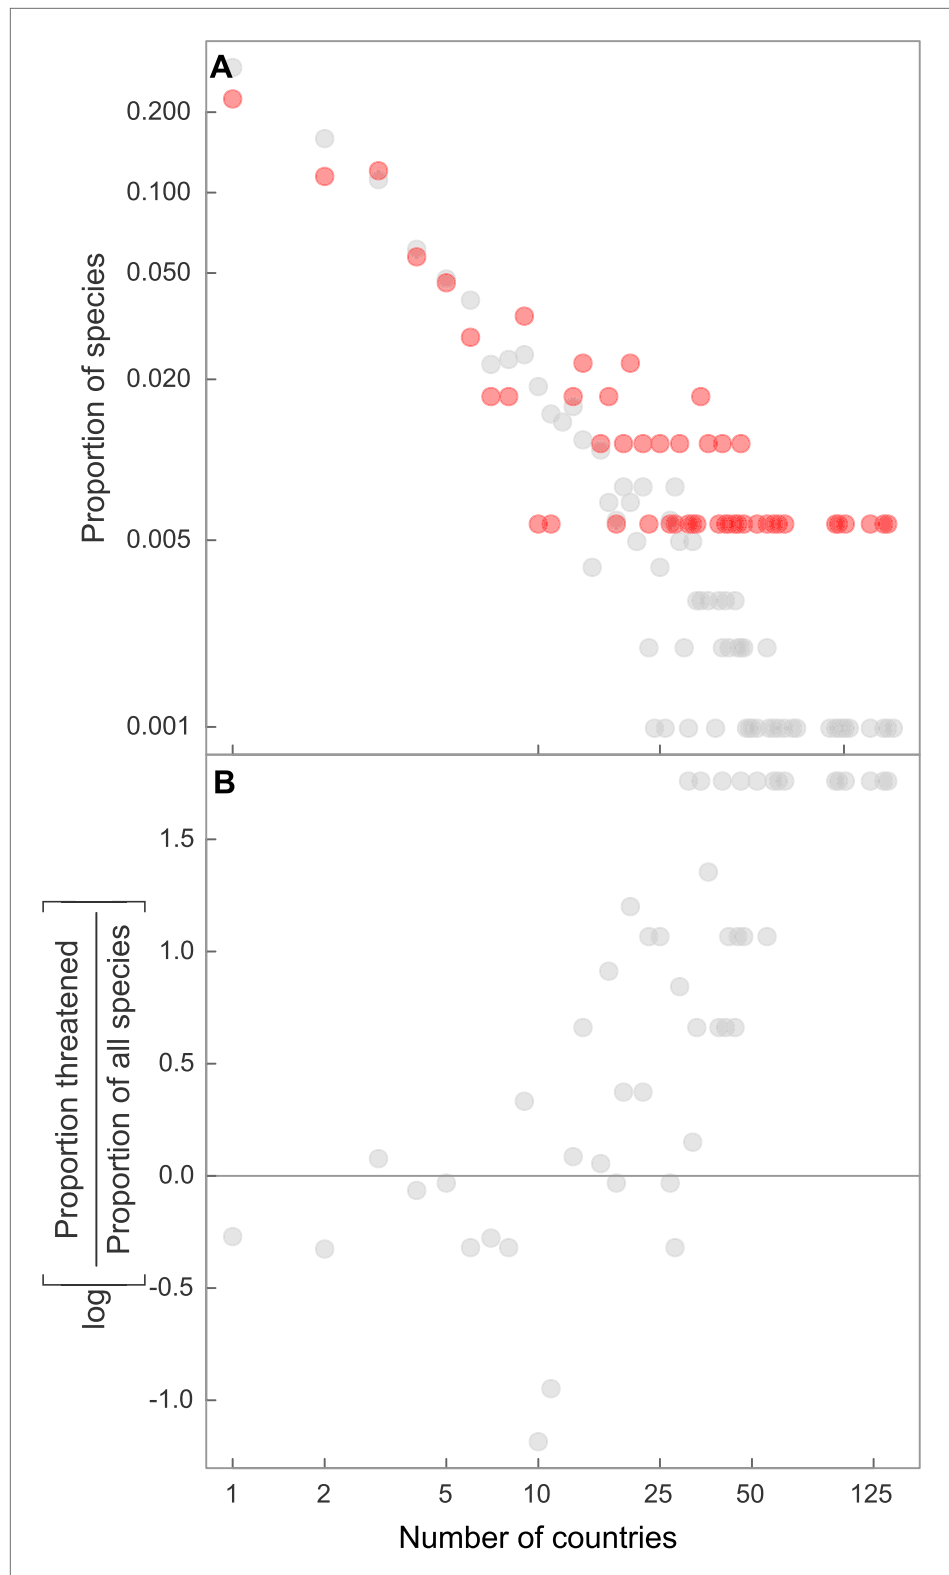 A
0.200
0.100
0.050
0.020
0.005
0.001
Proportion of species
B
1.5
1.0
0.5
0.0
-0.5
-1.0
log
Proportion threatened
Proportion of all species
1 2 5 10 25 50 125
Number of countries